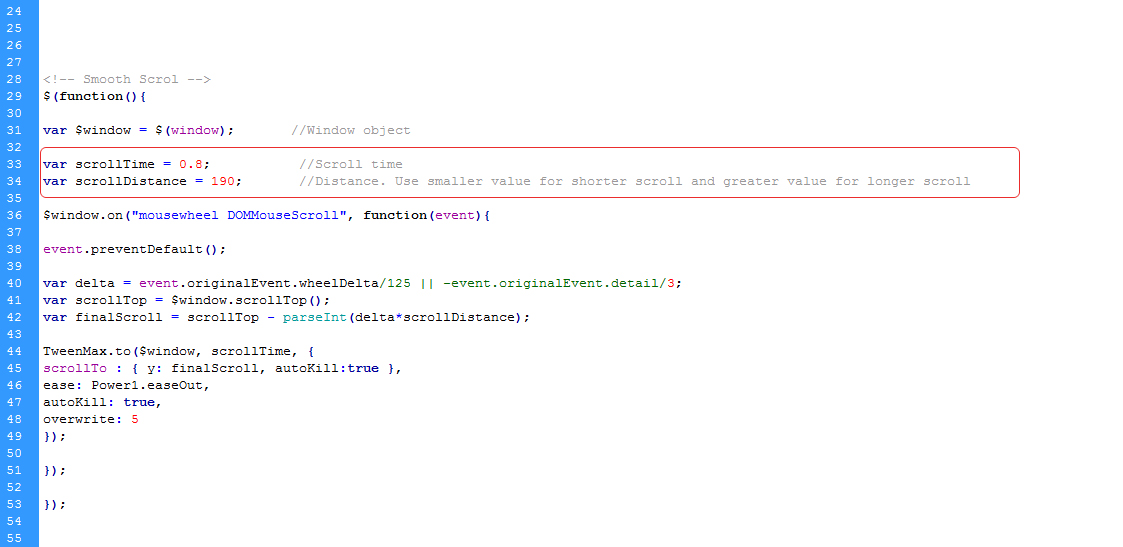 24
25
26
27
28 <!-- Smooth Scrol -->
29 $(function(){
30
31 var $window = $(window);       //Window object
32
33 var scrollTime = 0.8;           //Scroll time
34 var scrollDistance = 190;       //Distance. Use smaller value for shorter scroll and greater value for longer scroll
35
36 $window.on("mousewheel DOMMouseScroll", function(event){
37
38 event.preventDefault();
39
40 var delta = event.originalEvent.wheelDelta/125 || -event.originalEvent.detail/3;
41 var scrollTop = $window.scrollTop();
42 var finalScroll = scrollTop - parseInt(delta*scrollDistance);
43
44 TweenMax.to($window, scrollTime, {
45 scrollTo : { y: finalScroll, autoKill:true },
46 ease: Power1.easeOut,
47 autoKill: true,
48 overwrite: 5
49 });
50
51 });
52
53 });
54
55